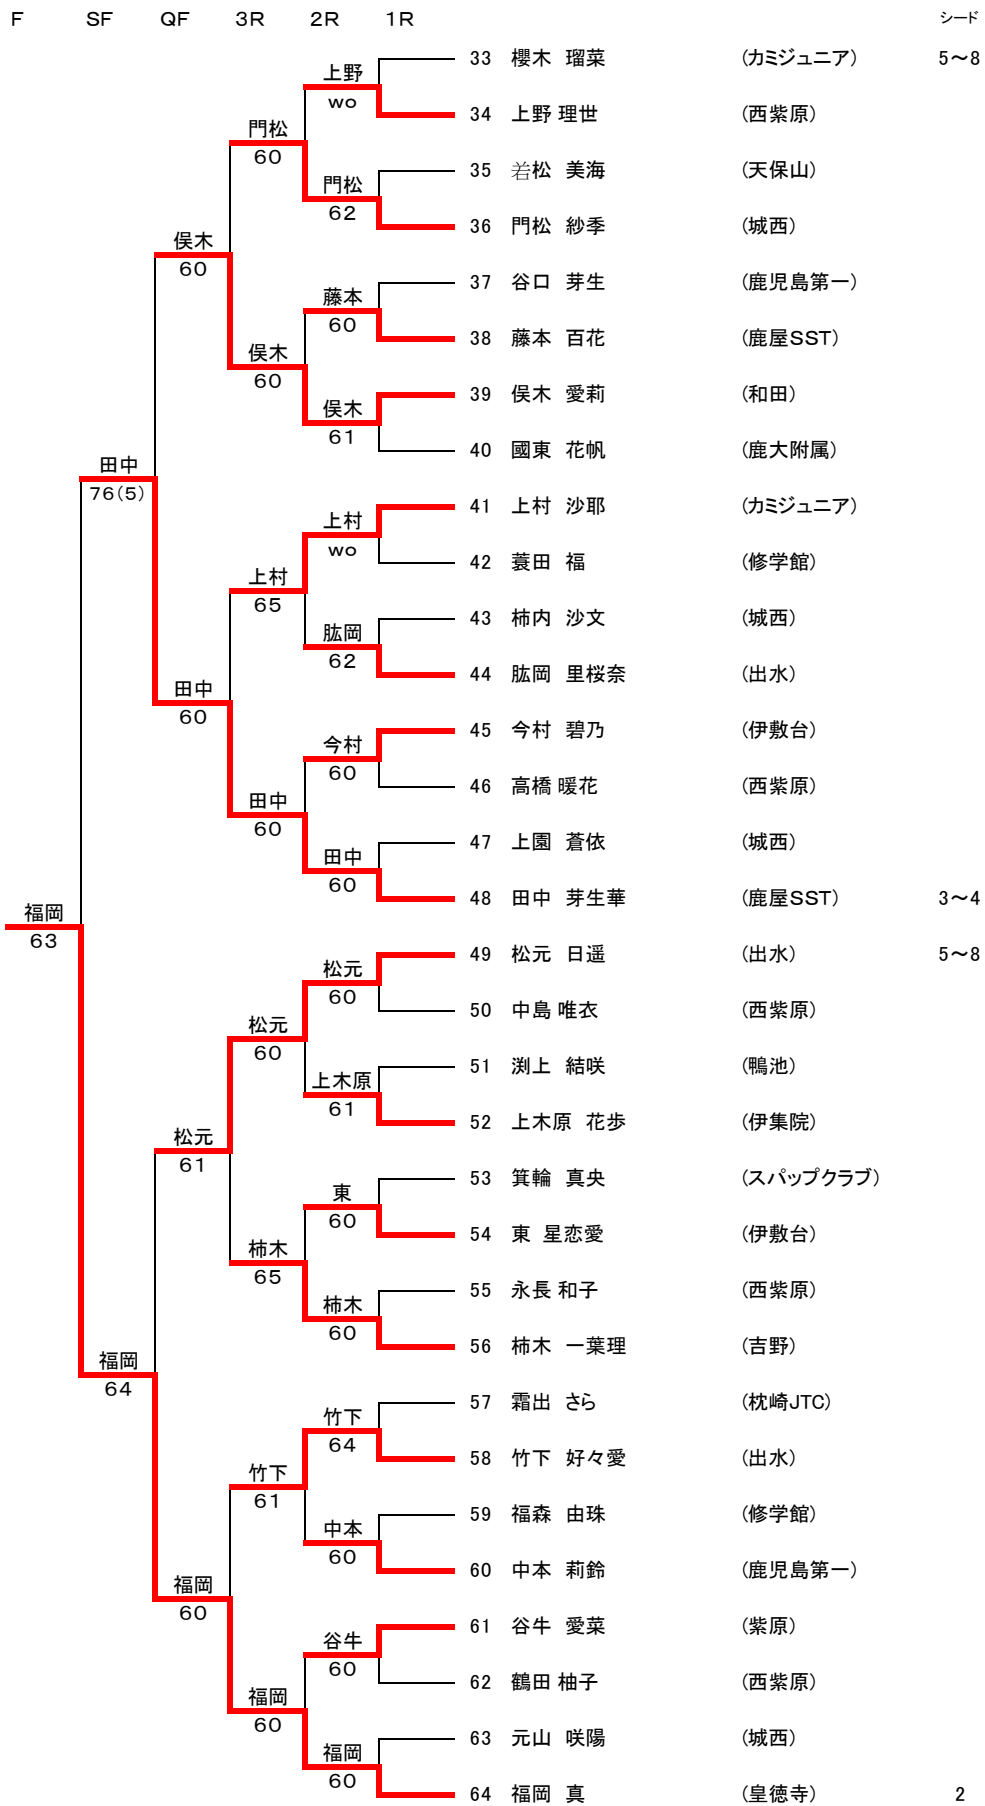 F SF QF 3R 2R 1R シード
33 櫻木 瑠菜 (カミジュニア) 5～8
上野
wo
34 上野 理世 (西紫原)
門松
60
35 若松 美海 (天保山)
門松
62
36 門松 紗季 (城西)
俣木
60
37 谷口 芽生 (鹿児島第一)
藤本
60
38 藤本 百花 (鹿屋SST)
俣木
60
39 俣木 愛莉 (和田)
俣木
61
40 國東 花帆 (鹿大附属)
田中
76(5)
41 上村 沙耶 (カミジュニア)
上村
wo
42 蓑田 福 (修学館)
上村
65
43 柿内 沙文 (城西)
肱岡
62
44 肱岡 里桜奈 (出水)
田中
60
45 今村 碧乃 (伊敷台)
今村
60
46 高橋 暖花 (西紫原)
田中
60
47 上園 蒼依 (城西)
田中
60
48 田中 芽生華 (鹿屋SST) 3～4
福岡
63
49 松元 日遥 (出水) 5～8
松元
60
50 中島 唯衣 (西紫原)
松元
60
51 渕上 結咲 (鴨池)
上木原
61
52 上木原 花歩 (伊集院)
松元
61
53 箕輪 真央 (スパップクラブ)
東
60
54 東 星恋愛 (伊敷台)
柿木
65
55 永長 和子 (西紫原)
柿木
60
56 柿木 一葉理 (吉野)
福岡
64
57 霜出 さら (枕崎JTC)
竹下
64
58 竹下 好々愛 (出水)
竹下
61
59 福森 由珠 (修学館)
中本
60
60 中本 莉鈴 (鹿児島第一)
福岡
60
61 谷牛 愛菜 (紫原)
谷牛
60
62 鶴田 柚子 (西紫原)
福岡
60
63 元山 咲陽 (城西)
福岡
60
64 福岡 真 (皇徳寺) 2